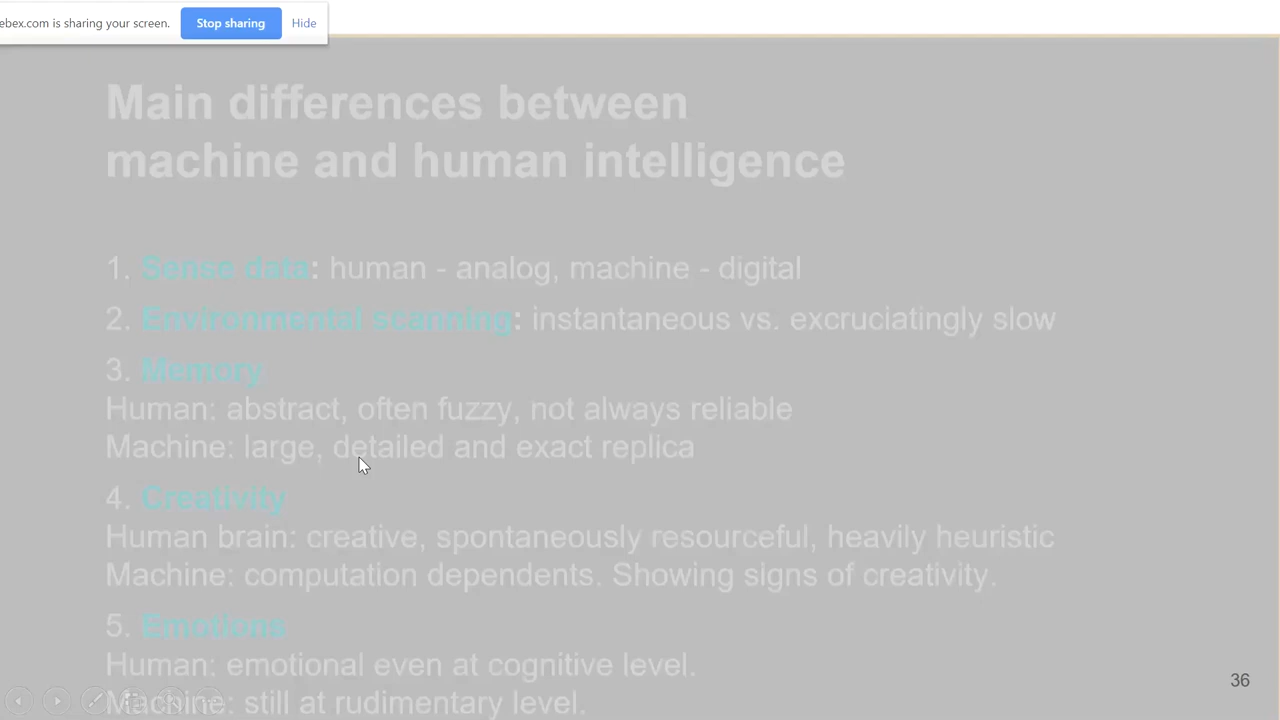 ebex.com is sharing your screen. Stop sharing Hide
Main differences between
machine and human intelligence
1. Sense data: human - analog, machine - digital
2. Environmental scanning: instantaneous vs. excruciatingly slow
3. Memory
Human: abstract, often fuzzy, not always reliable
Machine: large, detailed and exact replica
4. Creativity
Human brain: creative, spontaneously resourceful, heavily heuristic
Machine: computation dependents. Showing signs of creativity.
5. Emotions
Human: emotional even at cognitive level.
Machine: still at rudimentary level.
36